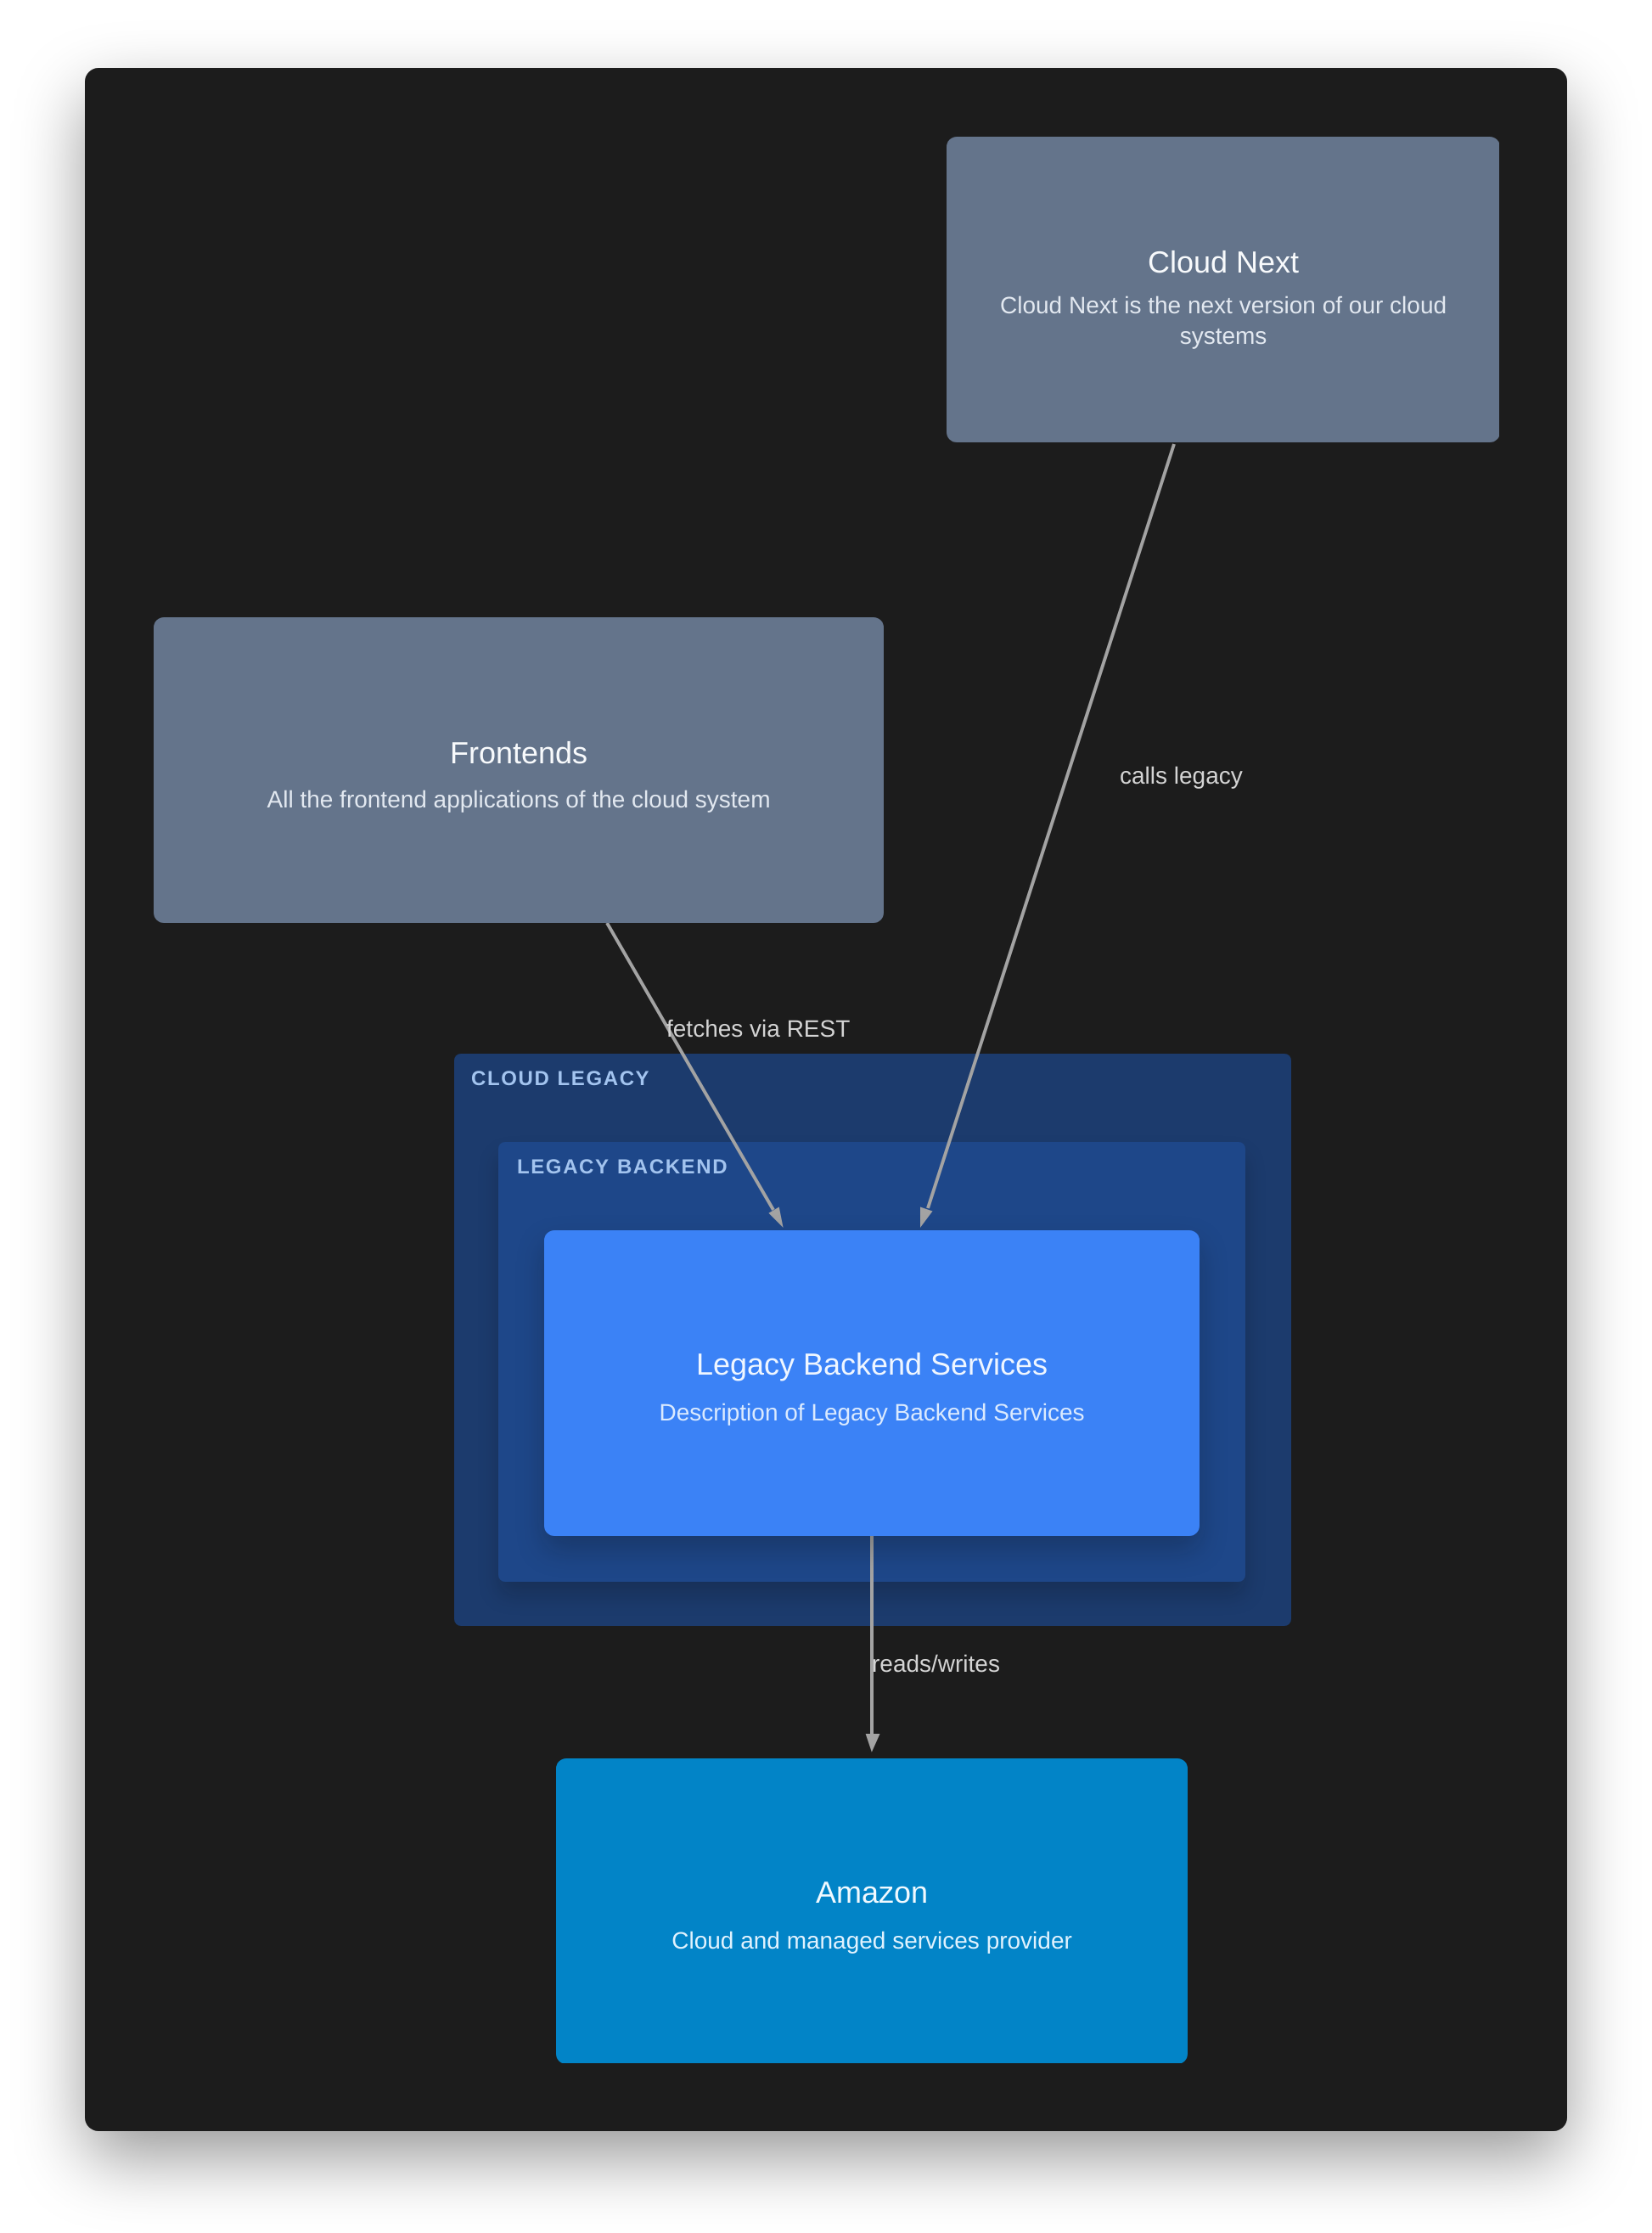 Cloud Next
Cloud Next is the next version of our cloud
systems
Frontends
All the frontend applications of the cloud system
calls legacy
fetches via REST
CLOUD LEGACY
LEGACY BACKEND
Legacy Backend Services
Description of Legacy Backend Services
reads/writes
Amazon
Cloud and managed services provider